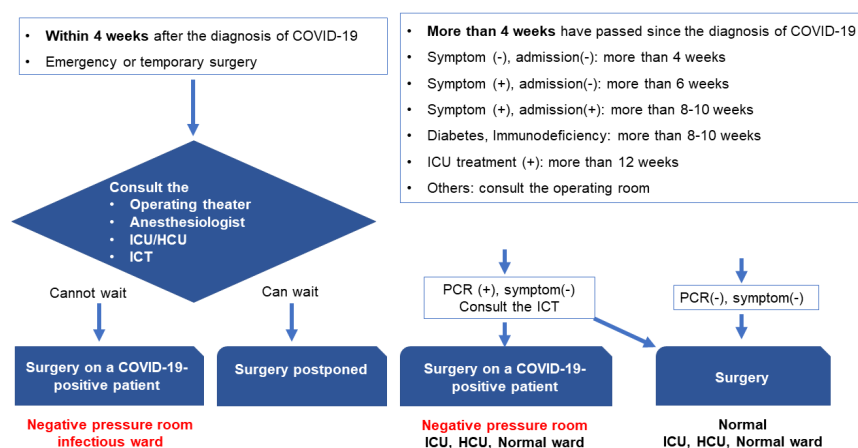 • Within 4 weeks after the diagnosis of COVID-19
• Emergency or temporary surgery
• More than 4 weeks have passed since the diagnosis of COVID-19
• Symptom (-), admission(-): more than 4 weeks
• Symptom (+), admission(-): more than 6 weeks
• Symptom (+), admission(+): more than 8-10 weeks
• Diabetes, Immunodeficiency: more than 8-10 weeks
• ICU treatment (+): more than 12 weeks
• Others: consult the operating room
Consult the
• Operating theater
• Anesthesiologist
• ICU/HCU
• ICT
Cannot wait
Can wait
PCR (+), symptom(-)
Consult the ICT
PCR(-), symptom(-)
Surgery on a COVID-19-
positive patient
Surgery postponed
Surgery on a COVID-19-
positive patient
Surgery
Negative pressure room
infectious ward
Negative pressure room
ICU, HCU, Normal ward
Normal
ICU, HCU, Normal ward